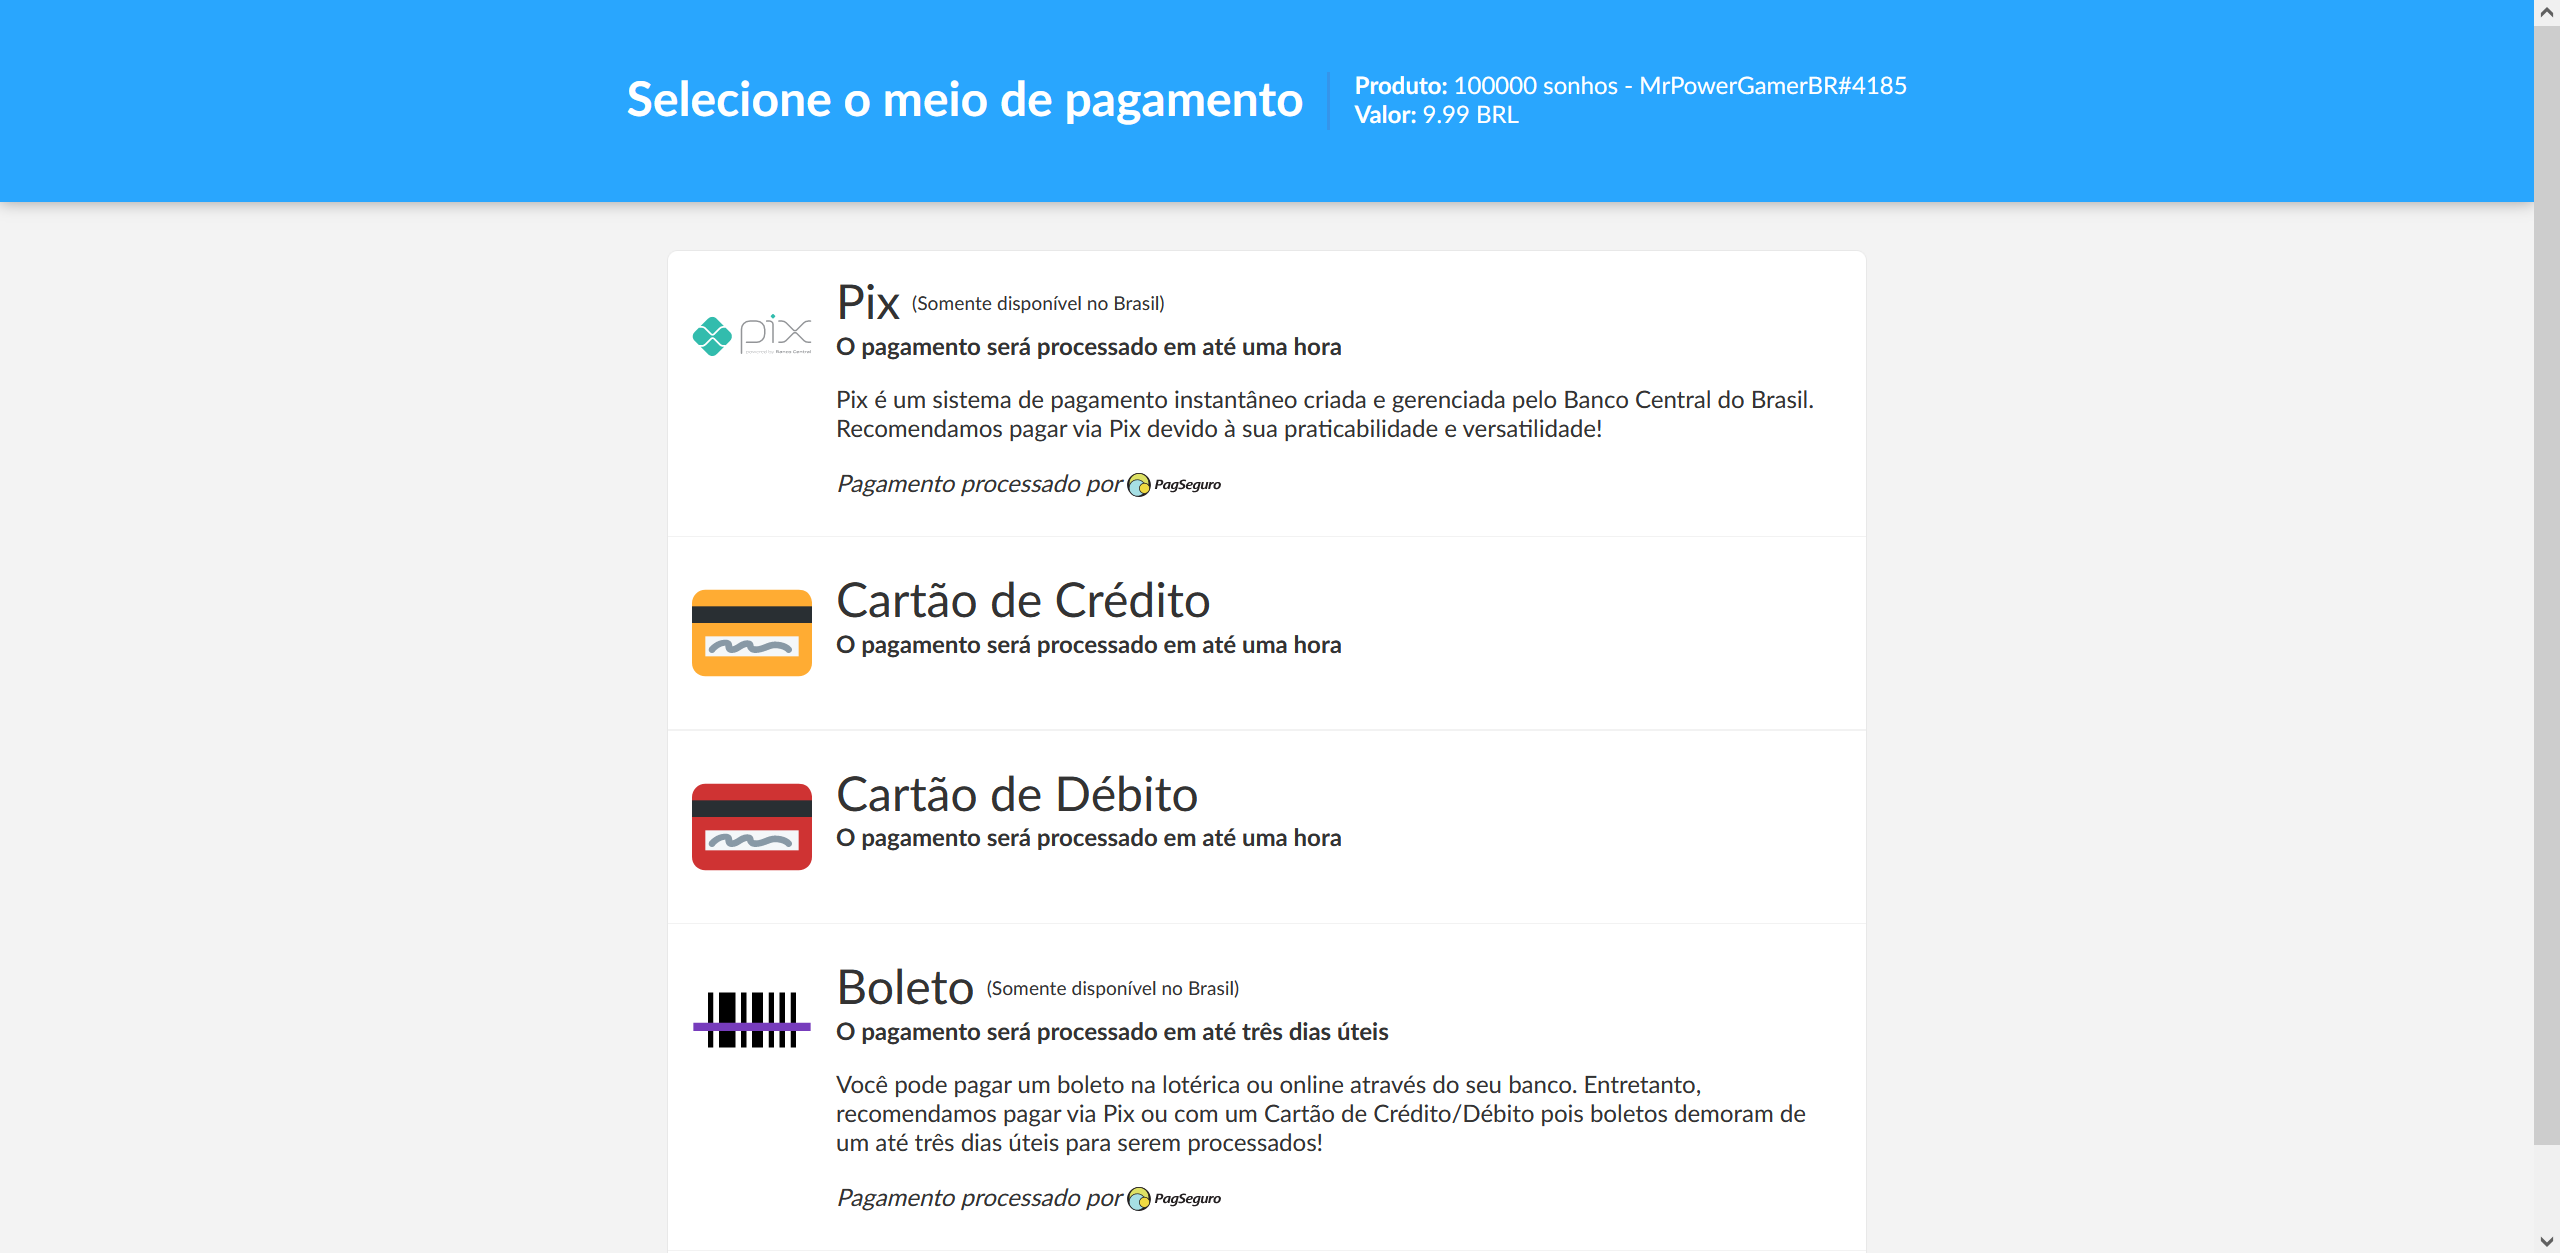 Selecione o meio de pagamento
Produto: 100000 sonhos - MrPowerGamerBR#4185
Valor: 9.99 BRL
Pix (Somente disponível no Brasil)
pix
powered by Banco Central
O pagamento será processado em até uma hora
Pix é um sistema de pagamento instantâneo criada e gerenciada pelo Banco Central do Brasil.
Recomendamos pagar via Pix devido à sua praticabilidade e versatilidade!
Pagamento processado por PagSeguro
Cartão de Crédito
O pagamento será processado em até uma hora
Cartão de Débito
O pagamento será processado em até uma hora
Boleto (Somente disponível no Brasil)
O pagamento será processado em até três dias úteis
Você pode pagar um boleto na lotérica ou online através do seu banco. Entretanto,
recomendamos pagar via Pix ou com um Cartão de Crédito/Débito pois boletos demoram de
um até três dias úteis para serem processados!
Pagamento processado por PagSeguro